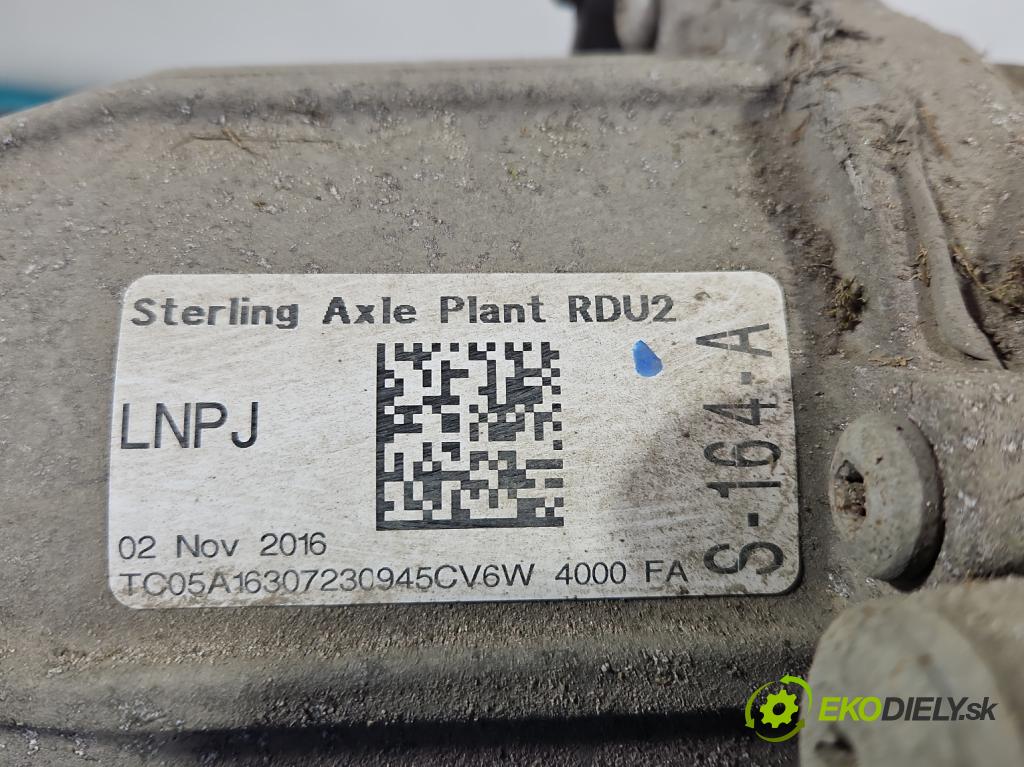 Sterling Axle Plant RDU2
LNPJ
S-164-A
02 Nov 2016
TC05A16307230945CV6W 4000 FA
EKODIELY.sk